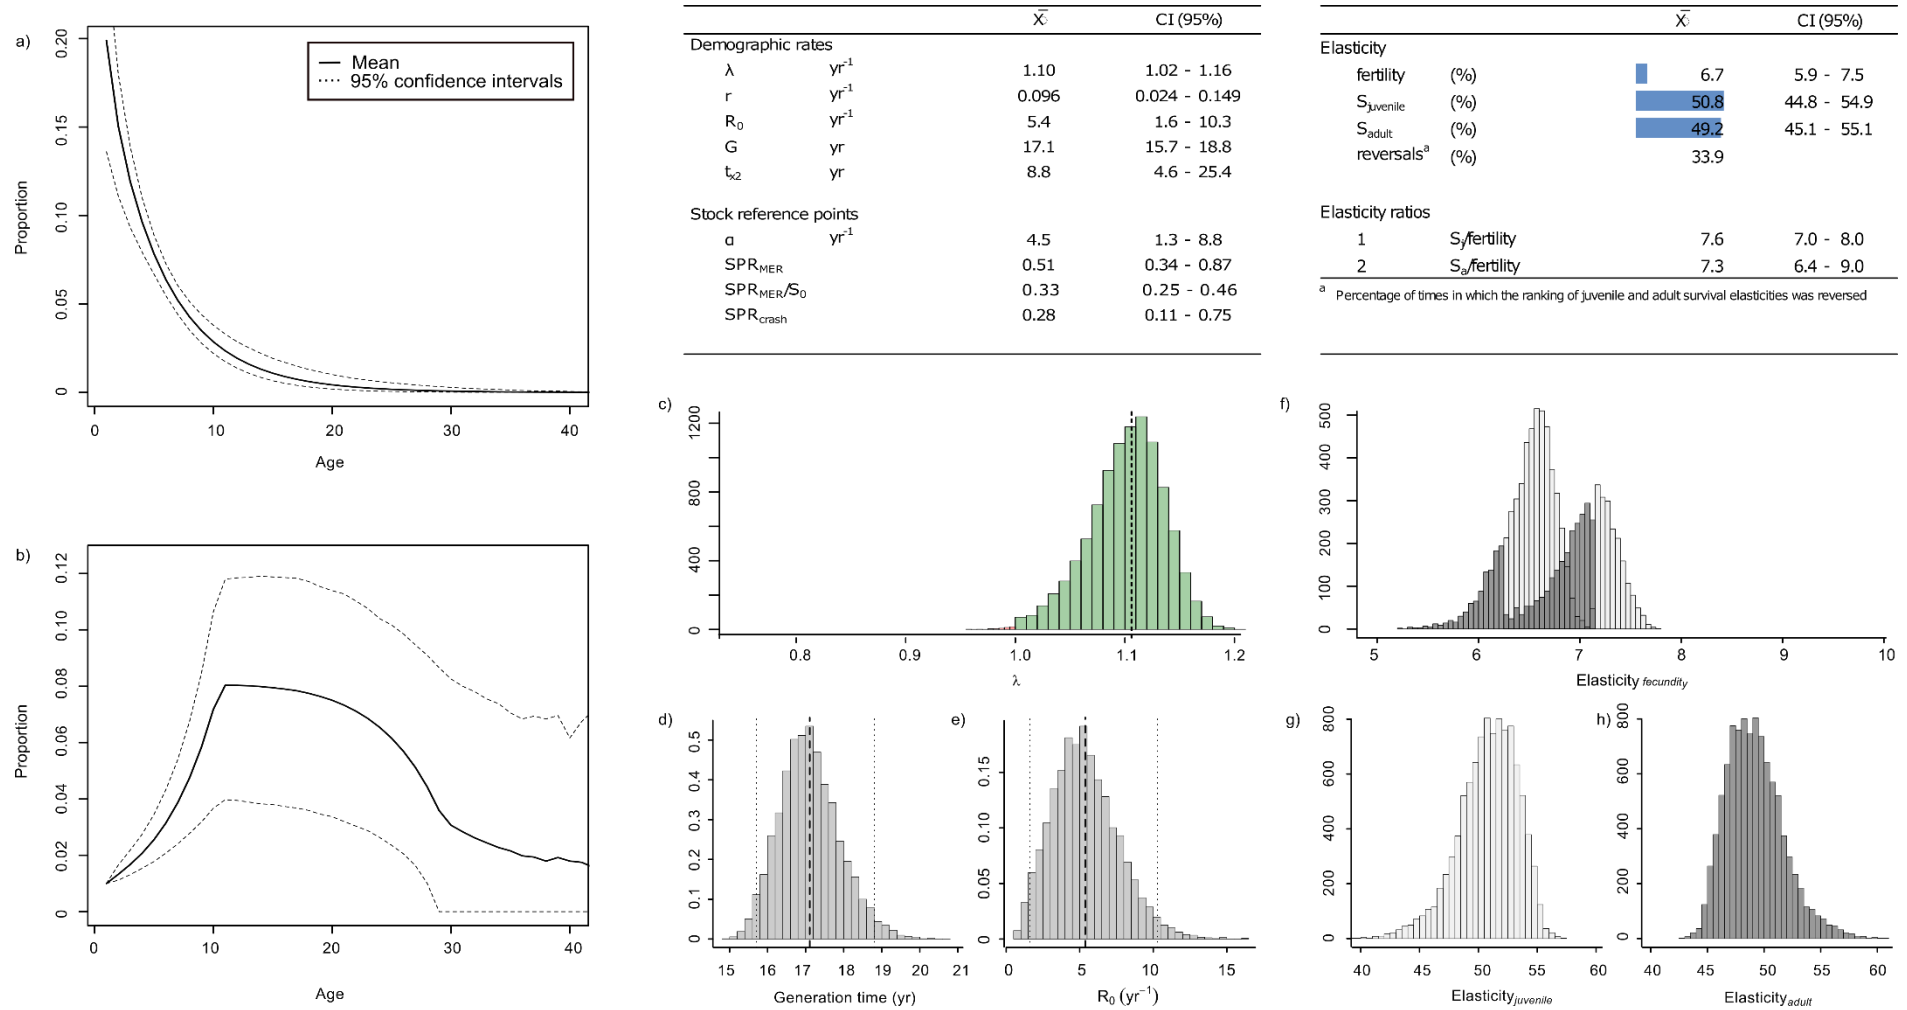 a)
Proportion
0.20
0.15
0.10
0.05
0
Mean
95% confidence intervals
0 10 20 30 40
Age
b)
Proportion
0.12
0.10
0.08
0.06
0.04
0.02
0
0 10 20 30 40
Age
X̄ CI (95%)
Demographic rates
λ yr-1 1.10 1.02 - 1.16
r yr-1 0.096 0.024 - 0.149
R0 yr-1 5.4 1.6 - 10.3
G yr 17.1 15.7 - 18.8
tx2 yr 8.8 4.6 - 25.4
Stock reference points
α yr-1 4.5 1.3 - 8.8
SPRMER 0.51 0.34 - 0.87
SPRMER/S0 0.33 0.25 - 0.46
SPRcrash 0.28 0.11 - 0.75
X̄ CI (95%)
Elasticity
fertility (%) 6.7 5.9 - 7.5
Sjuvenile (%) 50.8 44.8 - 54.9
Sadult (%) 49.2 45.1 - 55.1
reversalsa (%) 33.9
Elasticity ratios
1 Sj/fertility 7.6 7.0 - 8.0
2 Sa/fertility 7.3 6.4 - 9.0
a Percentage of times in which the ranking of juvenile and adult survival elasticities was reversed
c)
1200
800
400
0
0.8 0.9 1.0 1.1 1.2
λ
f)
500
400
300
200
100
0
5 6 7 8 9 10
Elasticity fecundity
d)
0.5
0.4
0.3
0.2
0.1
0
15 16 17 18 19 20 21
Generation time (yr)
e)
0.15
0.10
0.05
0
0 5 10 15
R0 (yr−1)
g)
800
600
400
200
0
40 45 50 55 60
Elasticityjuvenile
h)
800
600
400
200
0
40 45 50 55 60
Elasticityadult